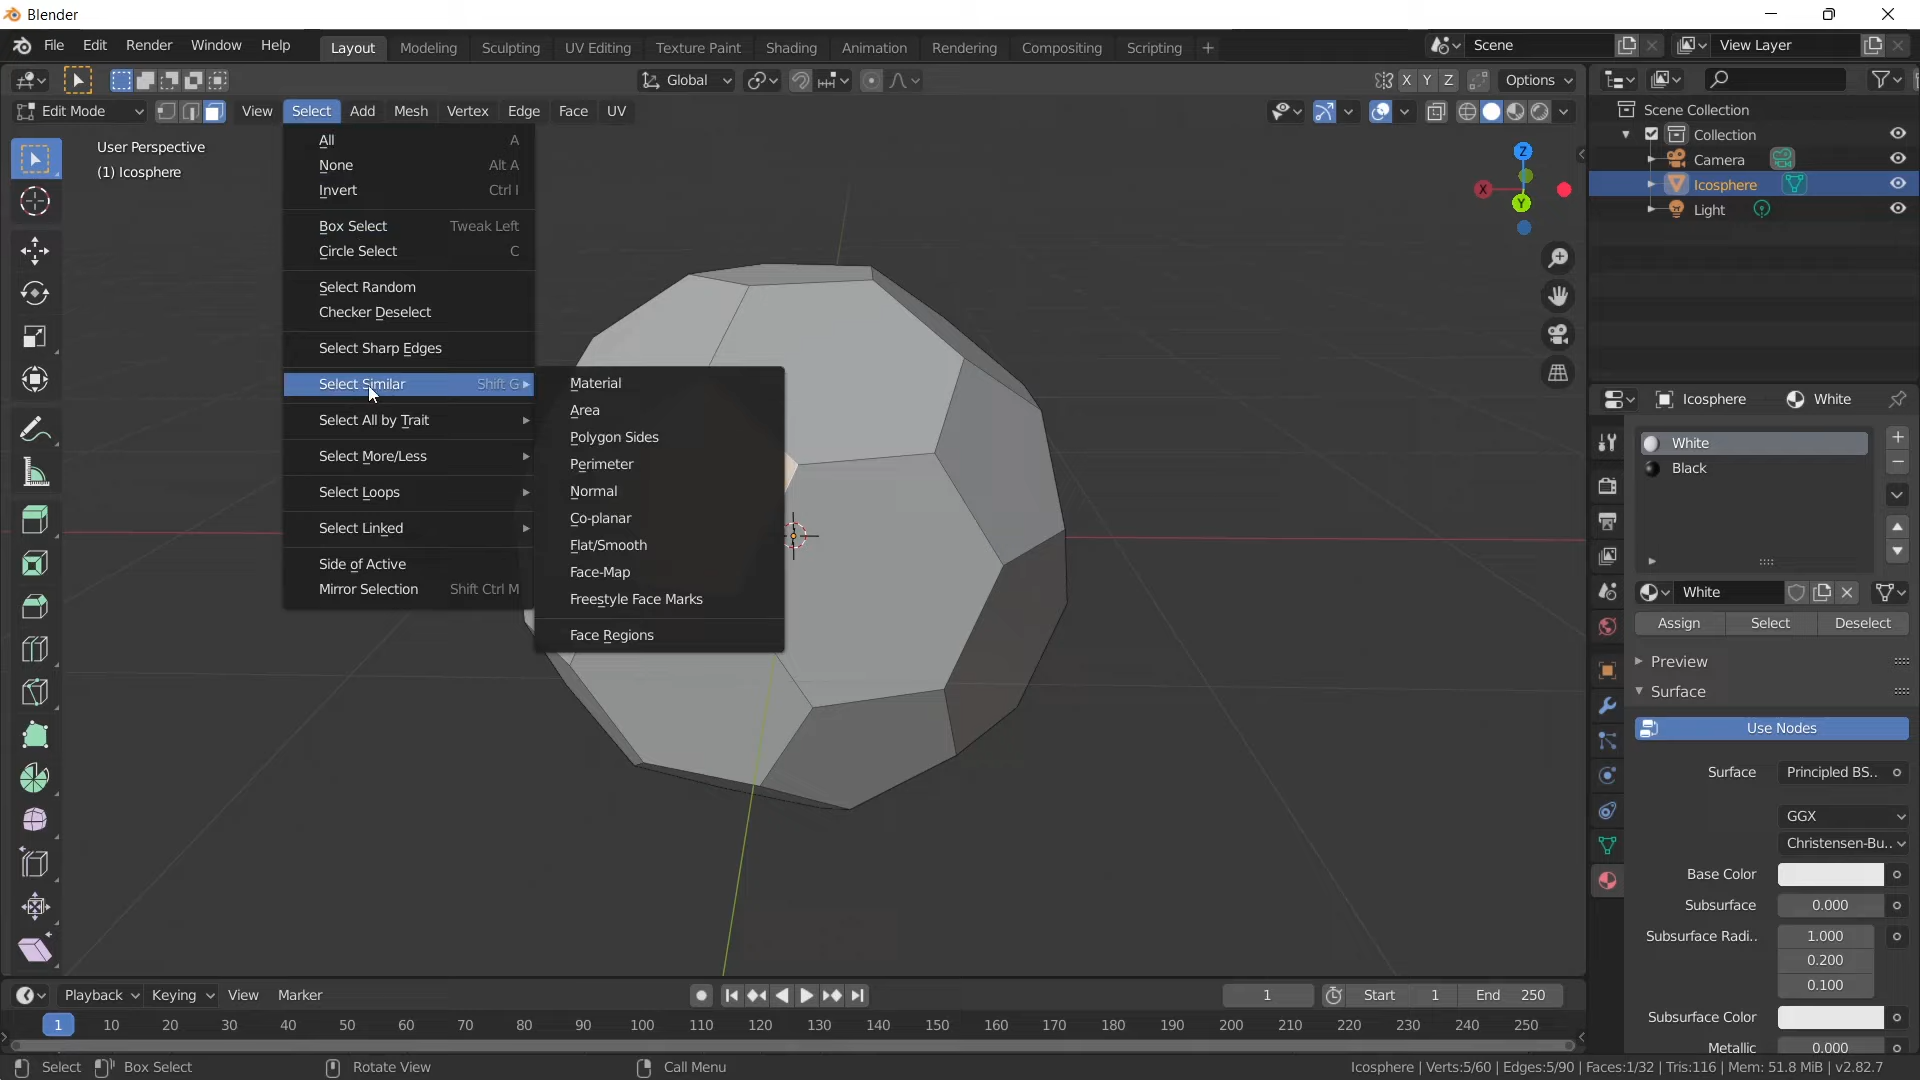 Blender
File Edit Render Window Help Layout Modeling Sculpting UV Editing Texture Paint Shading Animation Rendering Compositing Scripting + Scene View Layer
Global X Y Z Options
Edit Mode View Select Add Mesh Vertex Edge Face UV
User Perspective
(1) Icosphere
All A
None Alt A
Invert Ctrl I
Box Select Tweak Left
Circle Select C
Select Random
Checker Deselect
Select Sharp Edges
Select Similar Shift G
Select All by Trait
Select More/Less
Select Loops
Select Linked
Side of Active
Mirror Selection Shift Ctrl M
Material
Area
Polygon Sides
Perimeter
Normal
Co-planar
Flat/Smooth
Face-Map
Freestyle Face Marks
Face Regions
Z
X
Y
Scene Collection
Collection
Camera
Icosphere
Light
Icosphere White
White
Black
White
Assign Select Deselect
Preview
Surface
Use Nodes
Surface Principled BS..
GGX
Christensen-Bu..
Base Color
Subsurface 0.000
Subsurface Radi.. 1.000
0.200
0.100
Subsurface Color
Metallic 0.000
Playback Keying View Marker 1 Start 1 End 250
1 10 20 30 40 50 60 70 80 90 100 110 120 130 140 150 160 170 180 190 200 210 220 230 240 250
Select Box Select Rotate View Call Menu Icosphere | Verts:5/60 | Edges:5/90 | Faces:1/32 | Tris:116 | Mem: 51.8 MiB | v2.82.7